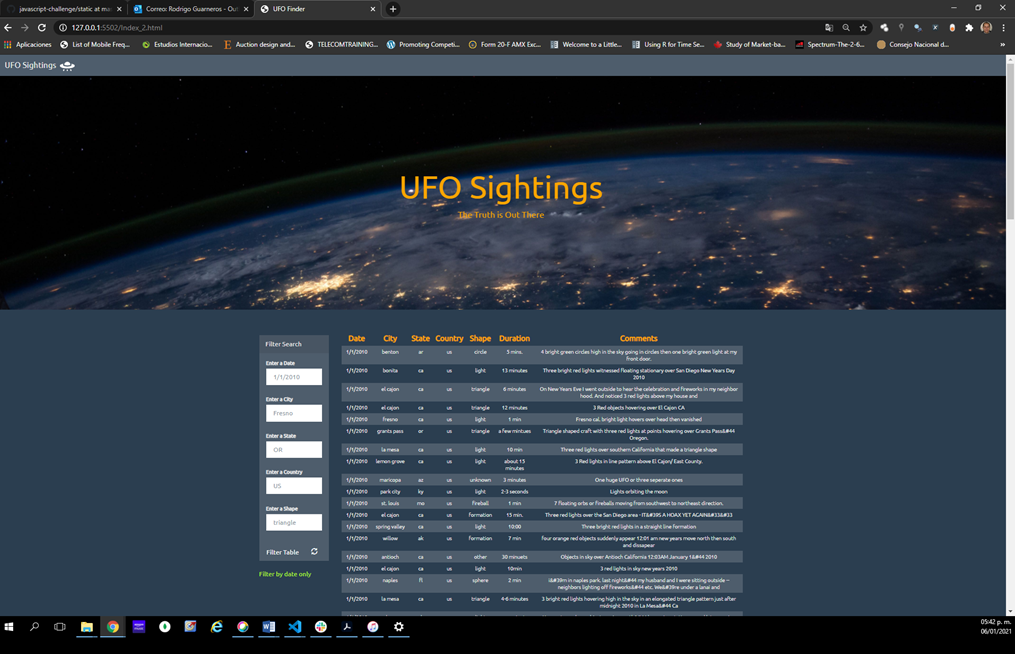 javascript-challenge/static at ma
Correo: Rodrigo Guarneros - Out
UFO Finder
127.0.0.1:5502/Index_2.html
Aplicaciones
List of Mobile Freq...
Estudios Internacio...
Auction design and...
TELECOMTRAINING...
Promoting Competi...
Form 20-F AMX Exc...
Welcome to a Little...
Using R for Time Se...
Study of Market-ba...
Spectrum-The-2-6...
Consejo Nacional d...
UFO Sightings
UFO Sightings
The Truth is Out There
Filter Search
Enter a Date
1/1/2010
Enter a City
Fresno
Enter a State
OR
Enter a Country
US
Enter a Shape
triangle
Filter Table
Filter by date only
Date City State Country Shape Duration Comments
1/1/2010 benton ar us circle 5 mins. 4 bright green circles high in the sky going in circles then one bright green light at my
front door.
1/1/2010 bonita ca us light 13 minutes Three bright red lights witnessed floating stationary over San Diego New Years Day
2010
1/1/2010 el cajon ca us triangle 6 minutes On New Years Eve I went outside to hear the celebration and fireworks in my neighbor
hood. And noticed 3 red lights above my house and
1/1/2010 el cajon ca us triangle 12 minutes 3 Red objects hovering over El Cajon CA
1/1/2010 fresno ca us light 1 min Fresno cal. bright light hovers over head then vanished
1/1/2010 grants pass or us triangle a few mintues Triangle shaped craft with three red lights at points hovering over Grants Pass&#44
Oregon.
1/1/2010 la mesa ca us light 10 min Three red lights over southern California that made a triangle shape
1/1/2010 lemon grove ca us light about 15
minutes 3 Red lights in line pattern above El Cajon/ East County.
1/1/2010 maricopa az us unknown 3 minutes One huge UFO or three seperate ones
1/1/2010 park city ky us light 2-3 seconds Lights orbiting the moon
1/1/2010 st. louis mo us fireball 1 min 7 floating orbs or fireballs moving from southwest to northeast direction.
1/1/2010 el cajon ca us formation 15 min. Three red lights over the San Diego area - IT&#39S A HOAX YET AGAIN&#33&#33
1/1/2010 spring valley ca us light 10:00 Three bright red lights in a straight line formation
1/1/2010 willow ak us formation 7 min four orange red objects suddenly appear 12:01 am new years move north then south
and dissapear
1/1/2010 antioch ca us other 30 minuets Objects in sky over Antioch California 12:03AM January 1&#44 2010
1/1/2010 el cajon ca us light 10min 3 red lights in sky new years 2010
1/1/2010 naples fl us sphere 2 min I&#39m in naples park. last night&#44 my husband and I were sitting outside –
neighbors lighting off fireworks&#44 etc. We&#39re under a lanai and
1/1/2010 la mesa ca us triangle 4-6 minutes 3 bright red lights hovering high in the sky in an elongated triangle pattern just after
midnight 2010 in La Mesa&#44 Ca
05:42 p. m.
06/01/2021